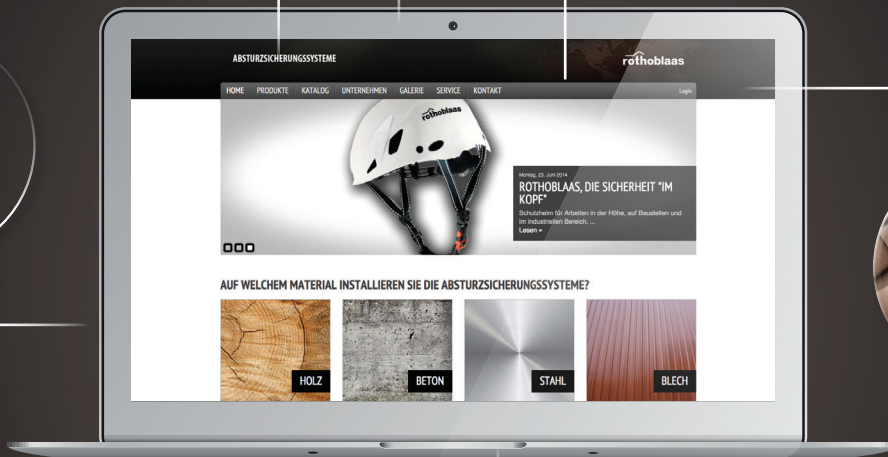 ABSTURZSICHERUNGSSYSTEME
rothoblaas
HOME PRODUKTE KATALOG UNTERNEHMEN GALERIE SERVICE KONTAKT Login
rothoblaas
Montag, 23. Juni 2014
ROTHOBLAAS, DIE SICHERHEIT "IM
KOPF"
Schutzhelm für Arbeiten in der Höhe, auf Baustellen und
im industriellen Bereich. ...
Lesen »
AUF WELCHEM MATERIAL INSTALLIEREN SIE DIE ABSTURZSICHERUNGSSYSTEME?
HOLZ
BETON
STAHL
BLECH